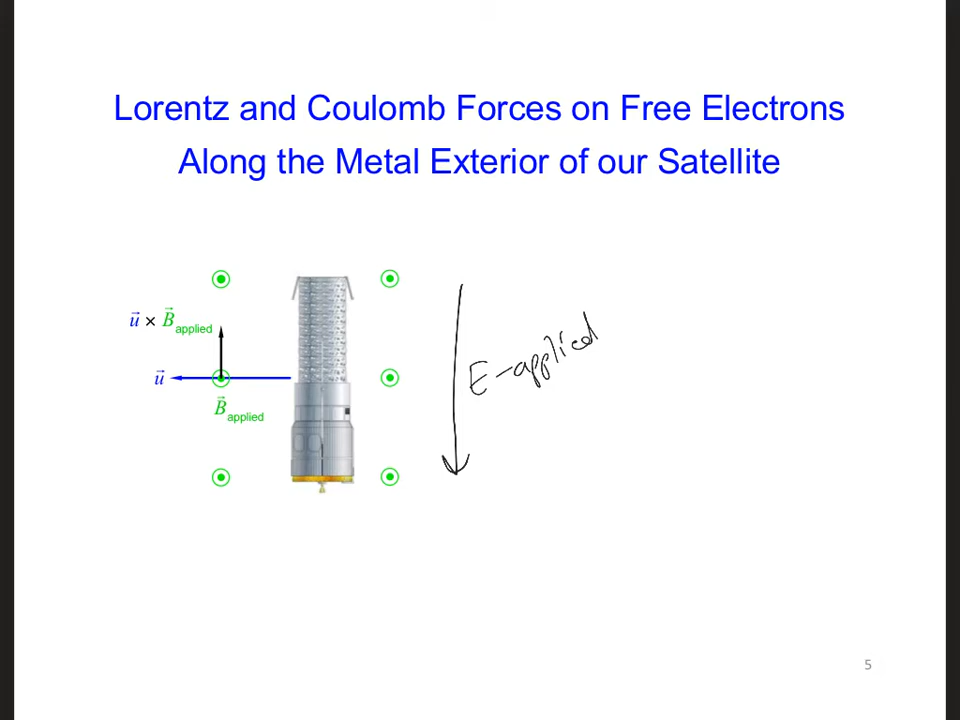 Lorentz and Coulomb Forces on Free Electrons
Along the Metal Exterior of our Satellite
u⃗ × B⃗applied
E-applied
u⃗
B⃗applied
5